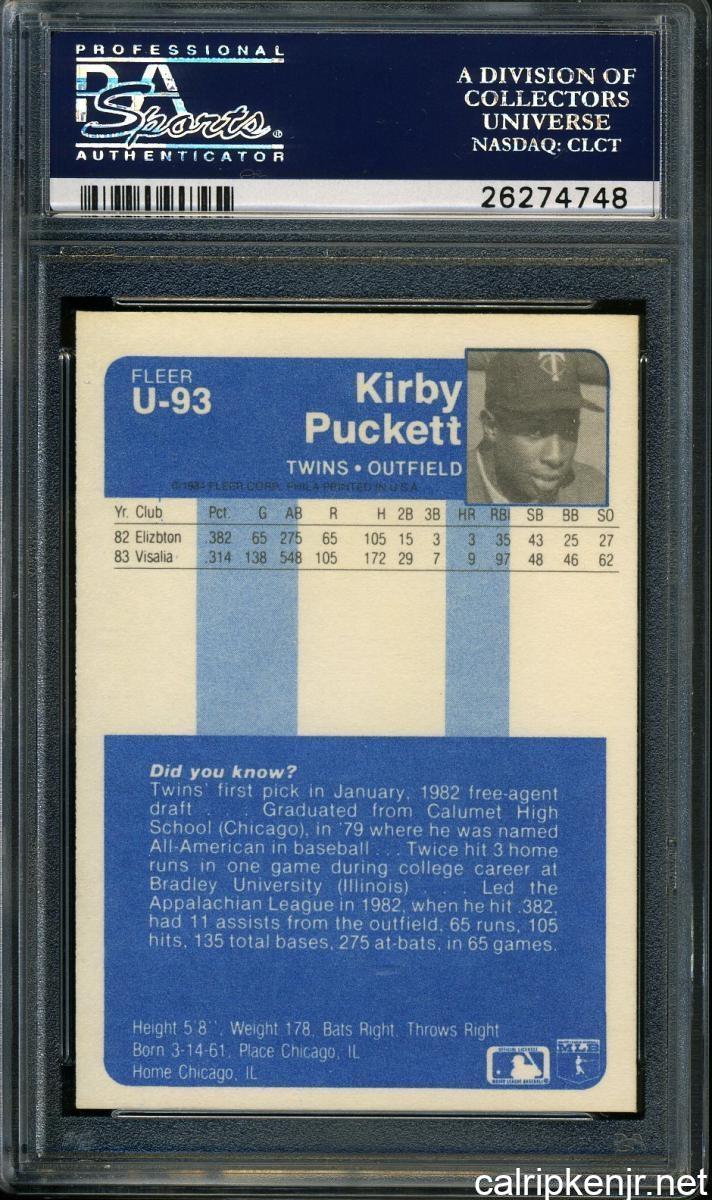 PROFESSIONAL
PSA
Sports®
AUTHENTICATOR
A DIVISION OF
COLLECTORS
UNIVERSE
NASDAQ: CLCT
26274748
FLEER
U-93
Kirby
Puckett
TWINS • OUTFIELD
©1984 FLEER CORP. PHILA PRINTED IN U.S.A.
Yr. Club Pct. G AB R H 2B 3B HR RBI SB BB SO
82 Elizbton .382 65 275 65 105 15 3 3 35 43 25 27
83 Visalia .314 138 548 105 172 29 7 9 97 48 46 62
Did you know?
Twins' first pick in January, 1982 free-agent
draft . . . Graduated from Calumet High
School (Chicago), in '79 where he was named
All-American in baseball . . . Twice hit 3 home
runs in one game during college career at
Bradley University (Illinois) . . . Led the
Appalachian League in 1982, when he hit .382,
had 11 assists from the outfield, 65 runs, 105
hits, 135 total bases, 275 at-bats, in 65 games.
Height 5'8'', Weight 178, Bats Right, Throws Right
Born 3-14-61, Place Chicago, IL
Home Chicago, IL
MLB
calripkenjr.net